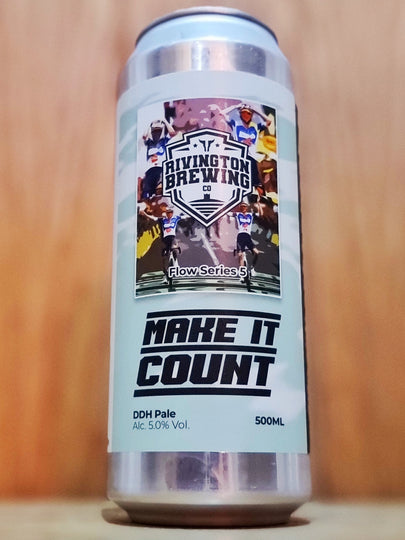 RIVINGTON
BREWING
CO
Flow Series 5
MAKE IT
COUNT
DDH Pale
Alc. 5.0% Vol.
500ML